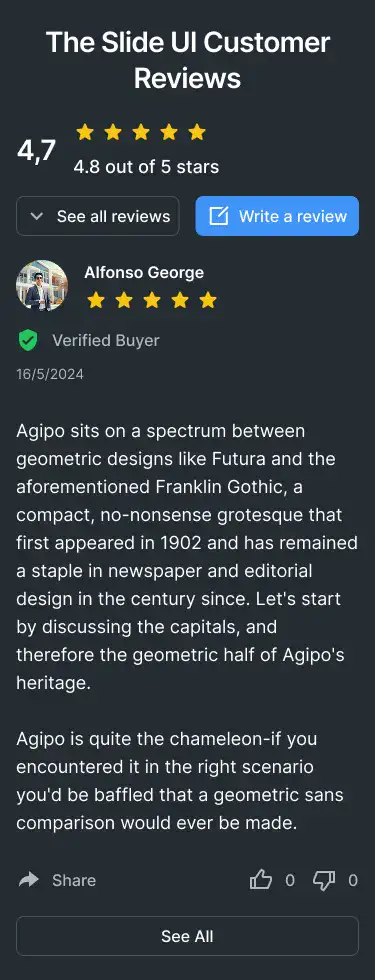 The Slide UI Customer
Reviews
4,7
4.8 out of 5 stars
See all reviews
Write a review
Alfonso George
Verified Buyer
16/5/2024
Agipo sits on a spectrum between
geometric designs like Futura and the
aforementioned Franklin Gothic, a
compact, no-nonsense grotesque that
first appeared in 1902 and has remained
a staple in newspaper and editorial
design in the century since. Let's start
by discussing the capitals, and
therefore the geometric half of Agipo's
heritage.
Agipo is quite the chameleon-if you
encountered it in the right scenario
you'd be baffled that a geometric sans
comparison would ever be made.
Share 0 0
See All